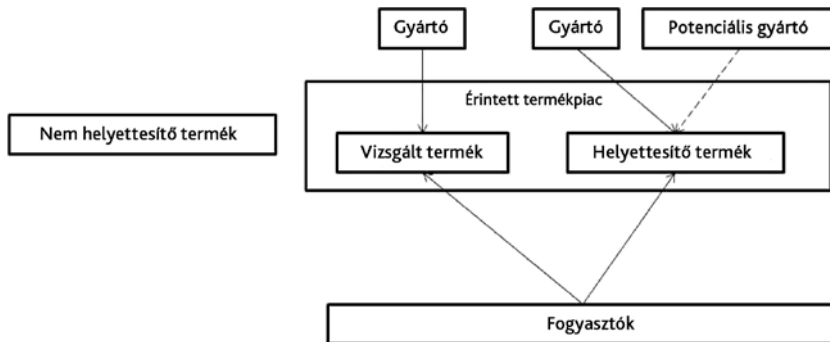 Gyártó
Gyártó
Potenciális gyártó
Érintett termékpiac
Nem helyettesítő termék
Vizsgált termék
Helyettesítő termék
Fogyasztók